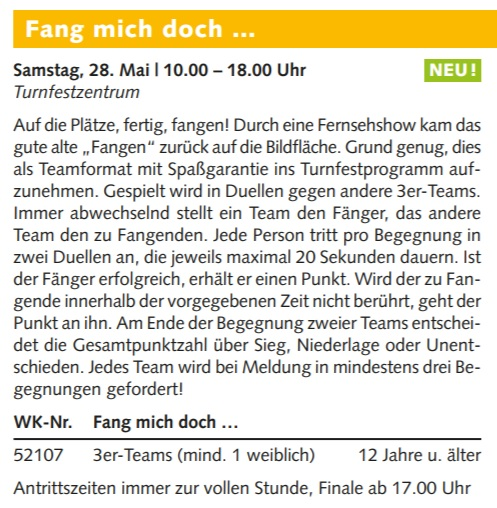 Fang mich doch ...
Samstag, 28. Mai | 10.00 – 18.00 Uhr
NEU!
Turnfestzentrum
Auf die Plätze, fertig, fangen! Durch eine Fernsehshow kam das
gute alte „Fangen“ zurück auf die Bildfläche. Grund genug, dies
als Teamformat mit Spaßgarantie ins Turnfestprogramm auf-
zunehmen. Gespielt wird in Duellen gegen andere 3er-Teams.
Immer abwechselnd stellt ein Team den Fänger, das andere
Team den zu Fangenden. Jede Person tritt pro Begegnung in
zwei Duellen an, die jeweils maximal 20 Sekunden dauern. Ist
der Fänger erfolgreich, erhält er einen Punkt. Wird der zu Fan-
gende innerhalb der vorgegebenen Zeit nicht berührt, geht der
Punkt an ihn. Am Ende der Begegnung zweier Teams entschei-
det die Gesamtpunktzahl über Sieg, Niederlage oder Unent-
schieden. Jedes Team wird bei Meldung in mindestens drei Be-
gegnungen gefordert!
WK-Nr. Fang mich doch ...
52107 3er-Teams (mind. 1 weiblich) 12 Jahre u. älter
Antrittszeiten immer zur vollen Stunde, Finale ab 17.00 Uhr